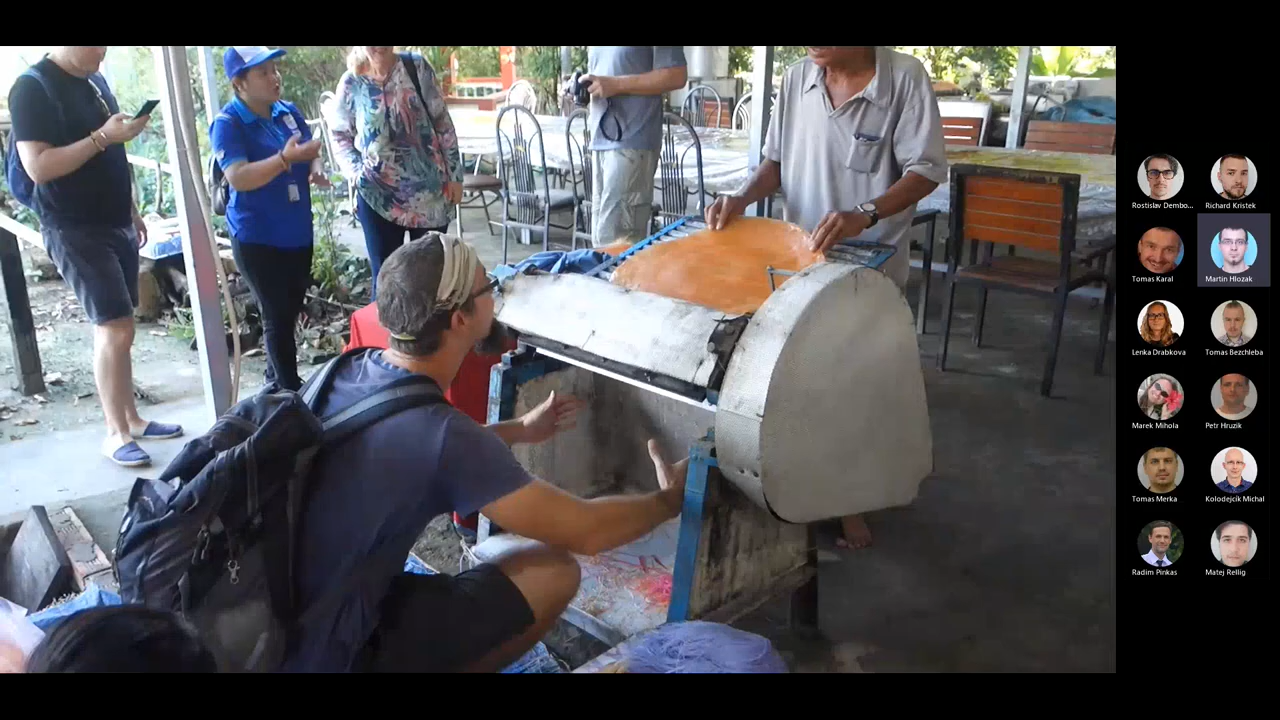 Rostislav Dembo...
Richard Kristek
Tomas Karal
Martin Hlozak
Lenka Drabkova
Tomas Bezchleba
Marek Mihola
Petr Hruzik
Tomas Merka
Kolodejcik Michal
Radim Pinkas
Matej Rellig